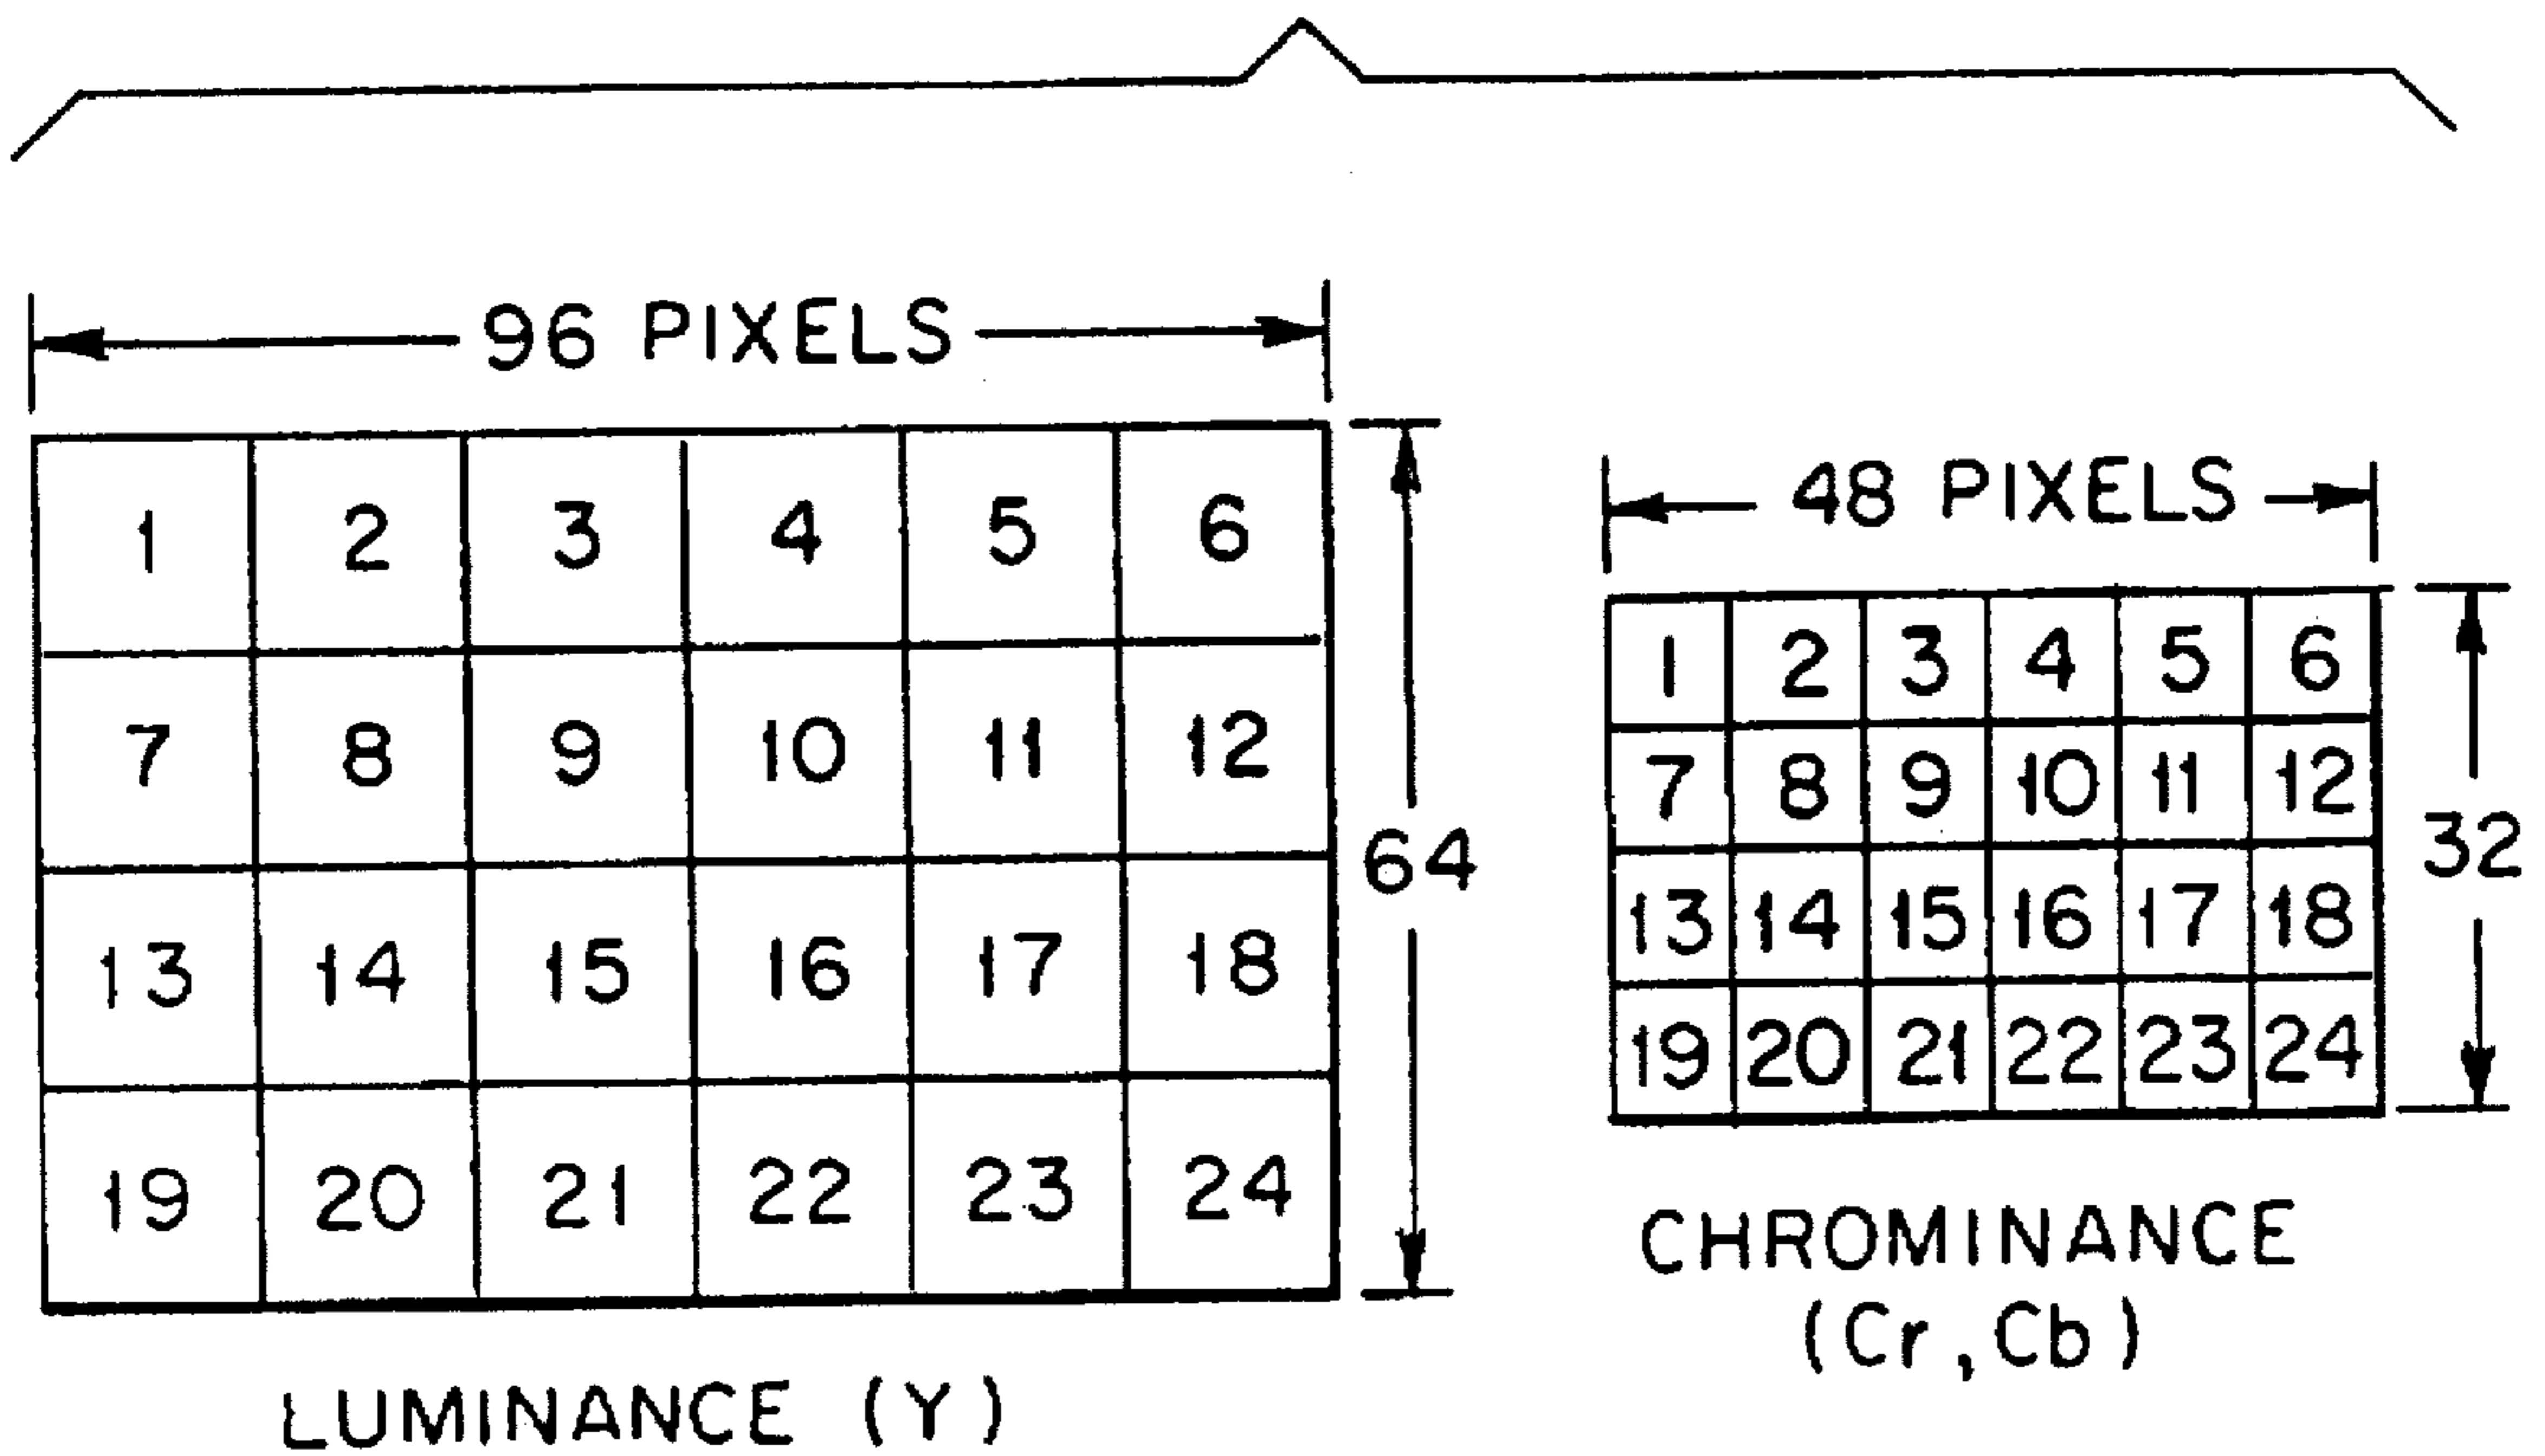 96 PIXELS
1 2 3 4 5 6
7 8 9 10 11 12
13 14 15 16 17 18
19 20 21 22 23 24
64
LUMINANCE (Y)
48 PIXELS
1 2 3 4 5 6
7 8 9 10 11 12
13 14 15 16 17 18
19 20 21 22 23 24
32
CHROMINANCE
(Cr,Cb)